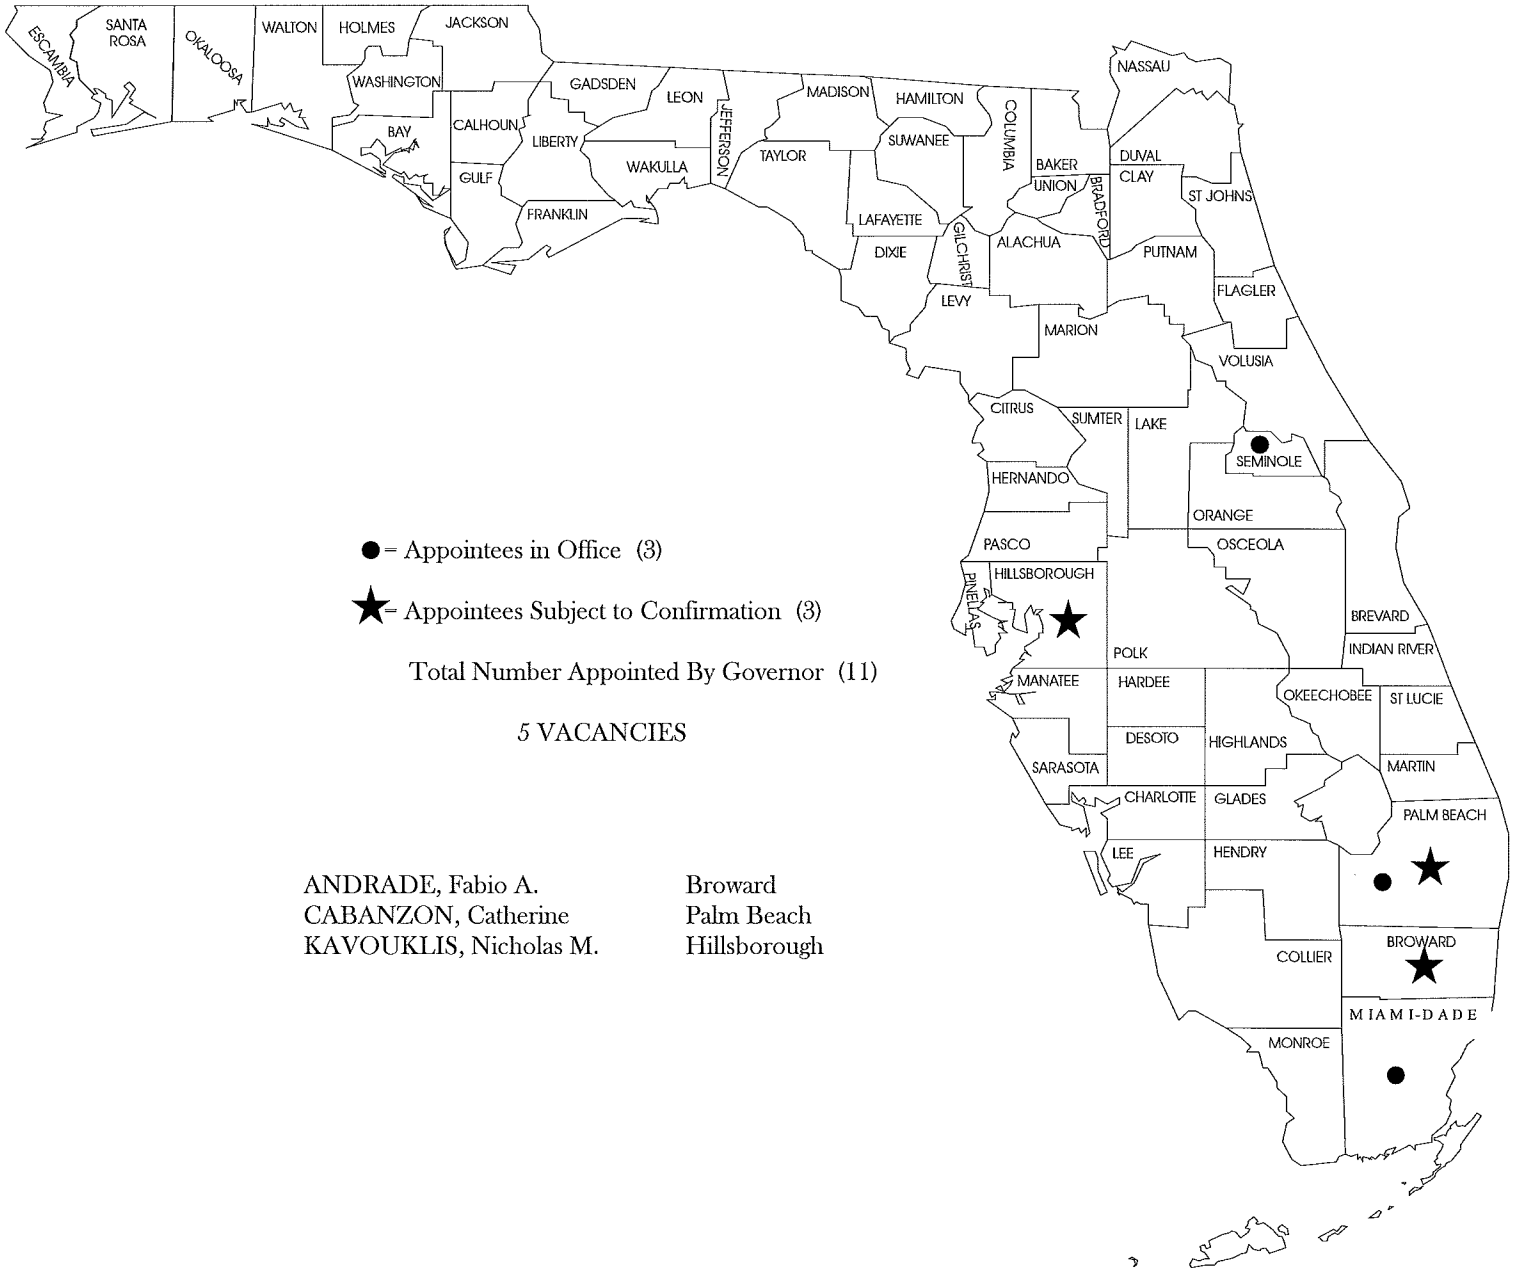 ESCAMBIA
SANTA
ROSA
OKALOOSA
WALTON
HOLMES
JACKSON
WASHINGTON
BAY
CALHOUN
GULF
GADSDEN
LIBERTY
FRANKLIN
LEON
WAKULLA
JEFFERSON
MADISON
TAYLOR
HAMILTON
SUWANEE
LAFAYETTE
DIXIE
COLUMBIA
GILCHRIST
BAKER
UNION
BRADFORD
ALACHUA
NASSAU
DUVAL
CLAY
ST JOHNS
PUTNAM
FLAGLER
LEVY
MARION
VOLUSIA
CITRUS
SUMTER
LAKE
SEMINOLE
HERNANDO
ORANGE
PASCO
OSCEOLA
HILLSBOROUGH
PINELLAS
POLK
BREVARD
INDIAN RIVER
MANATEE
HARDEE
OKEECHOBEE
ST LUCIE
DESOTO
HIGHLANDS
SARASOTA
MARTIN
CHARLOTTE
GLADES
PALM BEACH
LEE
HENDRY
BROWARD
COLLIER
MIAMI-DADE
MONROE
= Appointees in Office (3)
= Appointees Subject to Confirmation (3)
Total Number Appointed By Governor (11)
5 VACANCIES
ANDRADE, Fabio A. Broward
CABANZON, Catherine Palm Beach
KAVOUKLIS, Nicholas M. Hillsborough